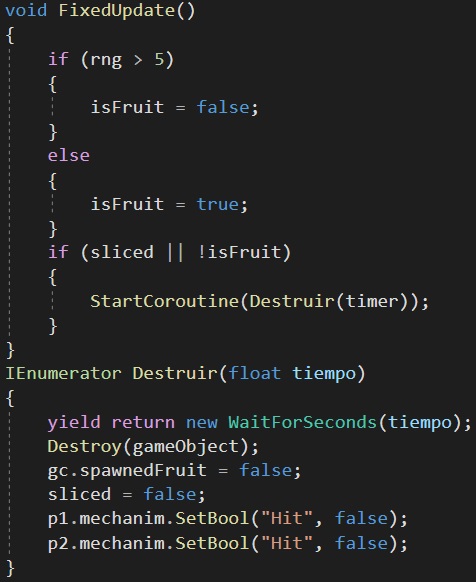 void FixedUpdate()
{
    if (rng > 5)
    {
        isFruit = false;
    }
    else
    {
        isFruit = true;
    }
    if (sliced || !isFruit)
    {
        StartCoroutine(Destruir(timer));
    }
}
IEnumerator Destruir(float tiempo)
{
    yield return new WaitForSeconds(tiempo);
    Destroy(gameObject);
    gc.spawnedFruit = false;
    sliced = false;
    p1.mechanim.SetBool("Hit", false);
    p2.mechanim.SetBool("Hit", false);
}